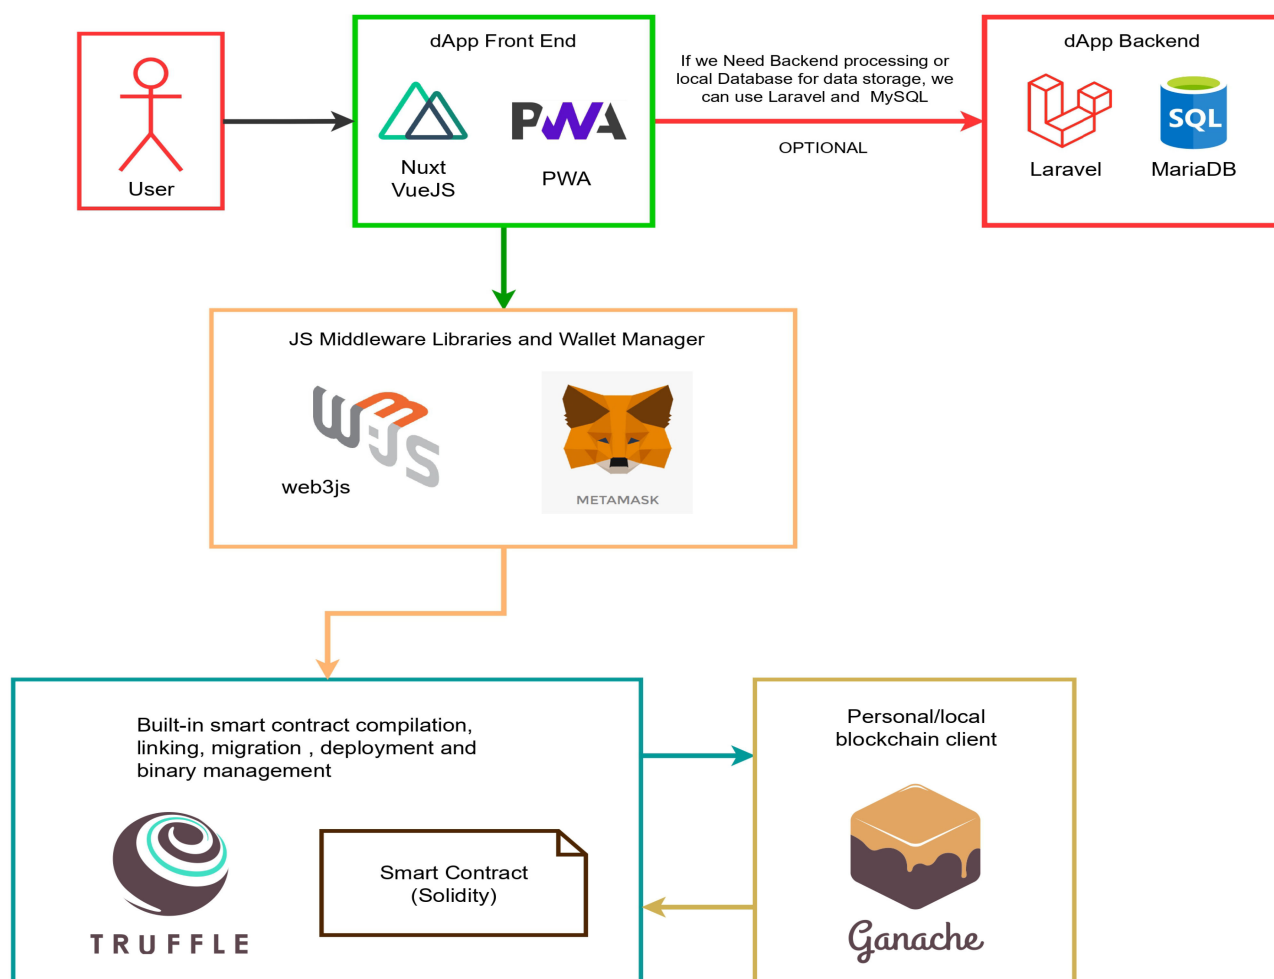 dApp Front End
dApp Backend
If we Need Backend processing or
local Database for data storage, we
can use Laravel and  MySQL
OPTIONAL
User
PWA
Nuxt
VueJS
PWA
SQL
Laravel
MariaDB
JS Middleware Libraries and Wallet Manager
w3JS
web3js
METAMASK
Built-in smart contract compilation,
linking, migration , deployment and
binary management
TRUFFLE
Smart Contract
(Solidity)
Personal/local
blockchain client
Ganache